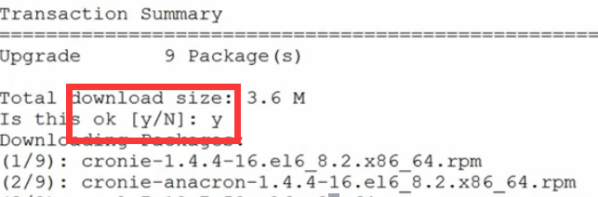 Transaction Summary
================================================================
Upgrade 9 Package(s)
Total download size: 3.6 M
Is this ok [y/N]: y
Downloading Packages:
(1/9): cronie-1.4.4-16.el6_8.2.x86_64.rpm
(2/9): cronie-anacron-1.4.4-16.el6_8.2.x86_64.rpm